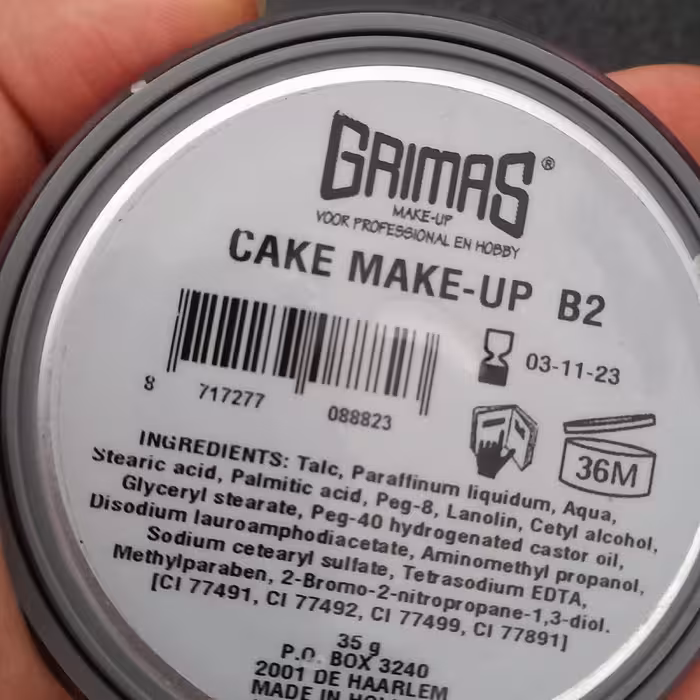 GRIMAS®
MAKE-UP
VOOR PROFESSIONAL EN HOBBY
CAKE MAKE-UP B2
03-11-23
8 717277 088823
36M
INGREDIENTS: Talc, Paraffinum liquidum, Aqua,
Stearic acid, Palmitic acid, Peg-8, Lanolin, Cetyl alcohol,
Glyceryl stearate, Peg-40 hydrogenated castor oil,
Disodium lauroamphodiacetate, Aminomethyl propanol,
Sodium cetearyl sulfate, Tetrasodium EDTA,
Methylparaben, 2-Bromo-2-nitropropane-1,3-diol.
[CI 77491, CI 77492, CI 77499, CI 77891]
35 g
P.O. BOX 3240
2001 DE HAARLEM
MADE IN